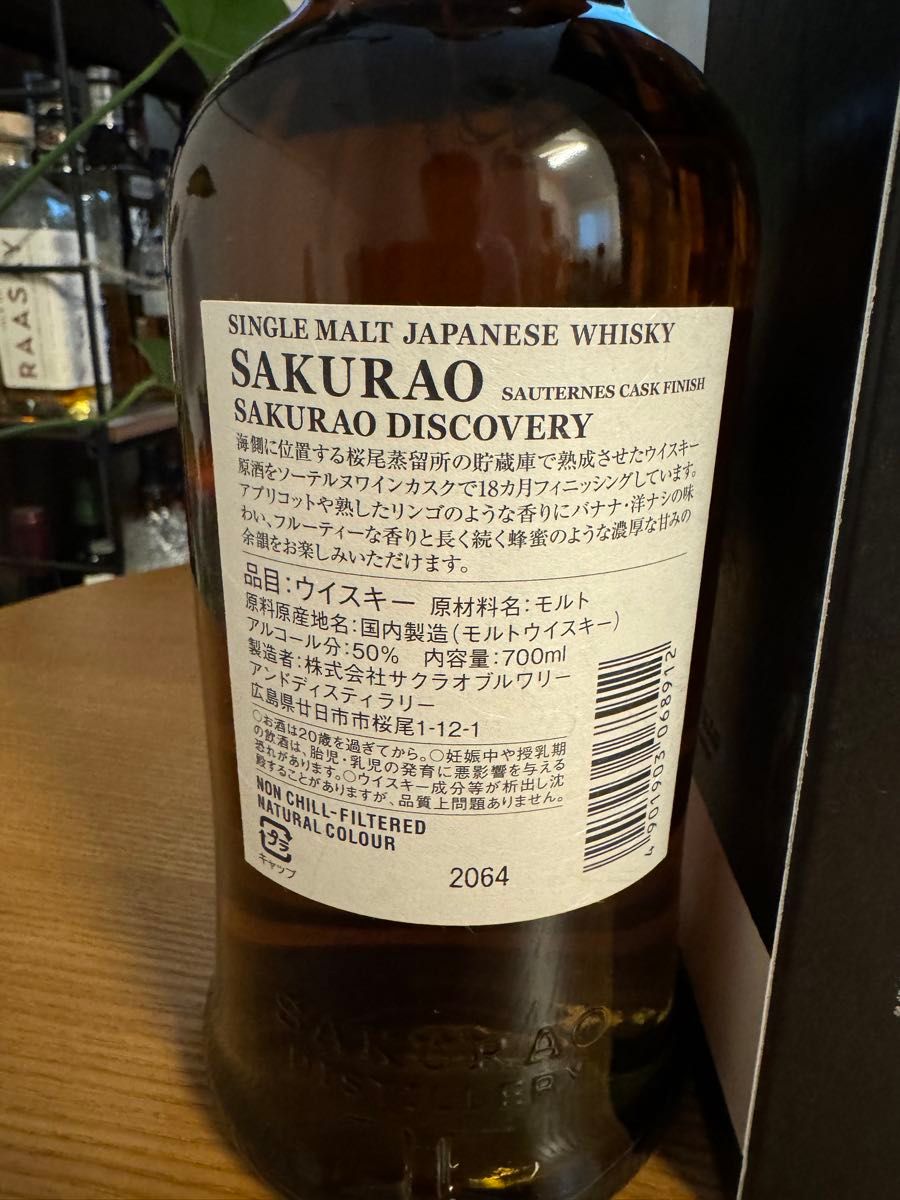 SINGLE MALT JAPANESE WHISKY
SAKURAO SAUTERNES CASK FINISH
SAKURAO DISCOVERY
海側に位置する桜尾蒸留所の貯蔵庫で熟成させたウイスキー
原酒をソーテルヌワインカスクで18カ月フィニッシングしています。
アプリコットや熟したリンゴのような香りにバナナ・洋ナシの味
わい、フルーティーな香りと長く続く蜂蜜のような濃厚な甘みの
余韻をお楽しみいただけます。
品目:ウイスキー 原材料名:モルト
原料原産地名:国内製造(モルトウイスキー)
アルコール分:50% 内容量:700ml
製造者:株式会社サクラオブルワリー
アンドディスティラリー
広島県廿日市市桜尾1-12-1
○お酒は20歳を過ぎてから。○妊娠中や授乳期
の飲酒は、胎児・乳児の発育に悪影響を与える
恐れがあります。○ウイスキー成分等が析出し沈
殿することがありますが、品質上問題ありません。
NON CHILL-FILTERED
NATURAL COLOUR
プラ
キャップ
2064
4901903 068912
SAKURAO
DISTILLERY
RAAS